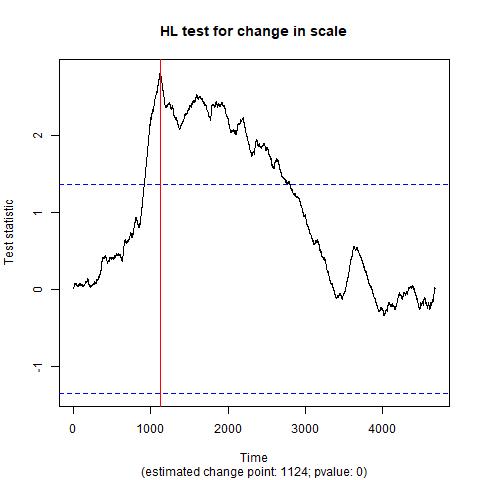 HL test for change in scale
Test statistic
2
1
0
-1
0 1000 2000 3000 4000
Time
(estimated change point: 1124; pvalue: 0)